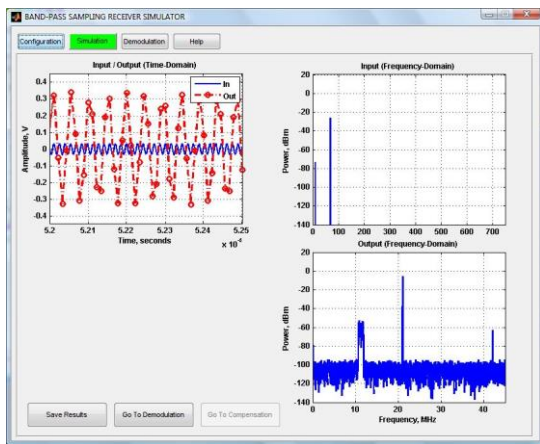 BAND-PASS SAMPLING RECEIVER SIMULATOR
Configuration Simulation Demodulation Help
Input / Output (Time-Domain)
In
Out
Amplitude, V
0.4
0.3
0.2
0.1
0
-0.1
-0.2
-0.3
-0.4
5.2 5.21 5.22 5.23 5.24 5.25
Time, seconds
Input (Frequency-Domain)
Power, dBm
20
0
-20
-40
-60
-80
-100
-120
-140
0 100 200 300 400 500 600 700
Output (Frequency-Domain)
Power, dBm
20
0
-20
-40
-60
-80
-100
-120
-140
0 10 20 30 40
Frequency, MHz
Save Results Go To Demodulation Go To Compensation